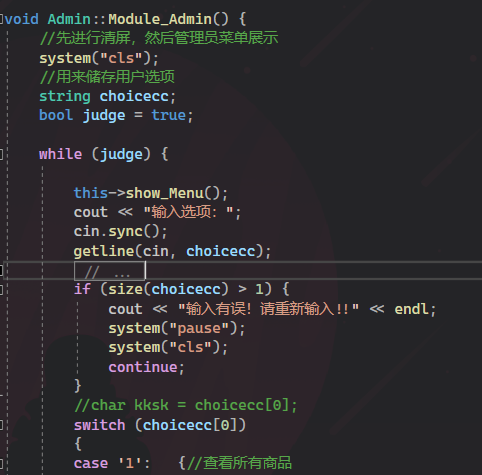 void Admin::Module_Admin() {
//先进行清屏，然后管理员菜单展示
system("cls");
//用来储存用户选项
string choicecc;
bool judge = true;
while (judge) {
this->show_Menu();
cout << "输入选项：";
cin.sync();
getline(cin, choicecc);
// ...
if (size(choicecc) > 1) {
cout << "输入有误！请重新输入!!" << endl;
system("pause");
system("cls");
continue;
}
//char kksk = choicecc[0];
switch (choicecc[0])
{
case '1': {//查看所有商品